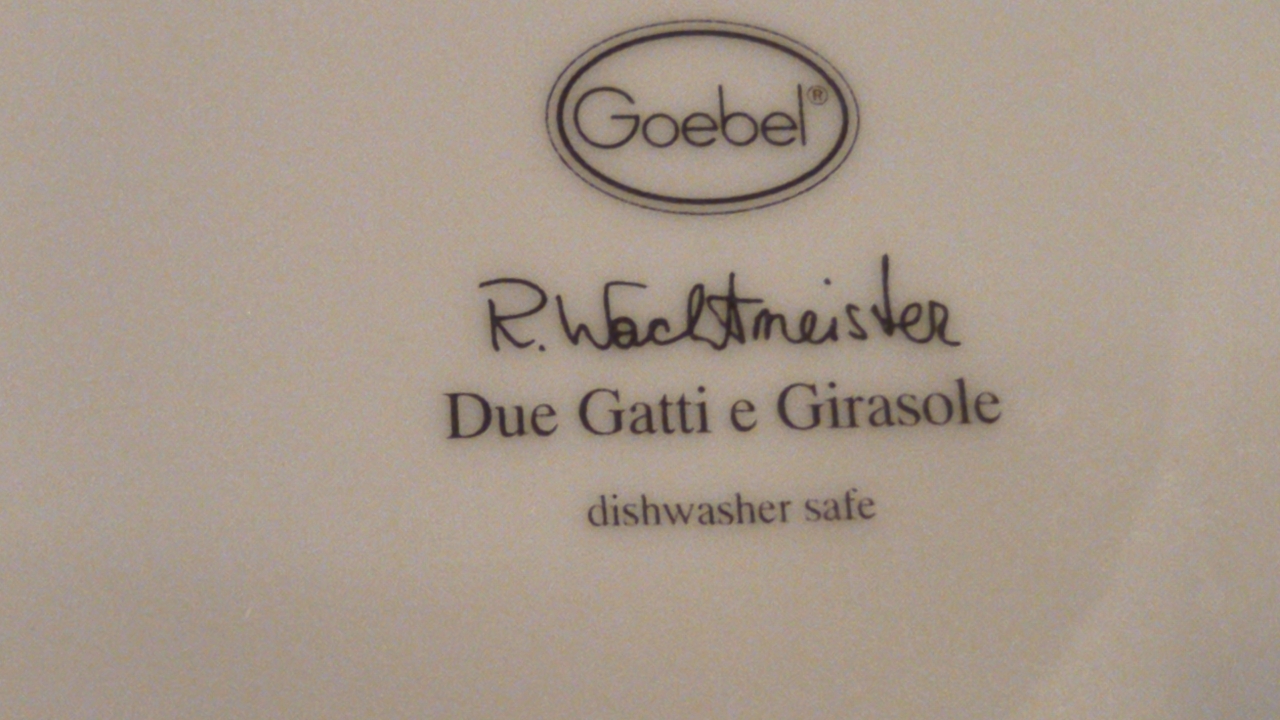 Goebel®
R. Wachtmeister
Due Gatti e Girasole
dishwasher safe